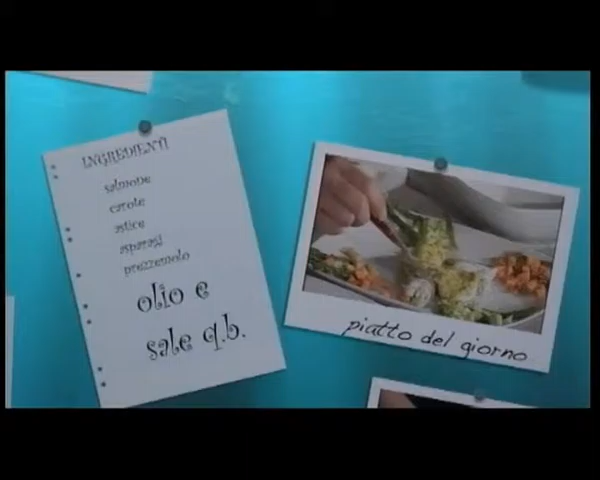 INGREDIENTI
salmone
carote
astice
asparagi
prezzemolo
olio e
sale q.b.
piatto del giorno